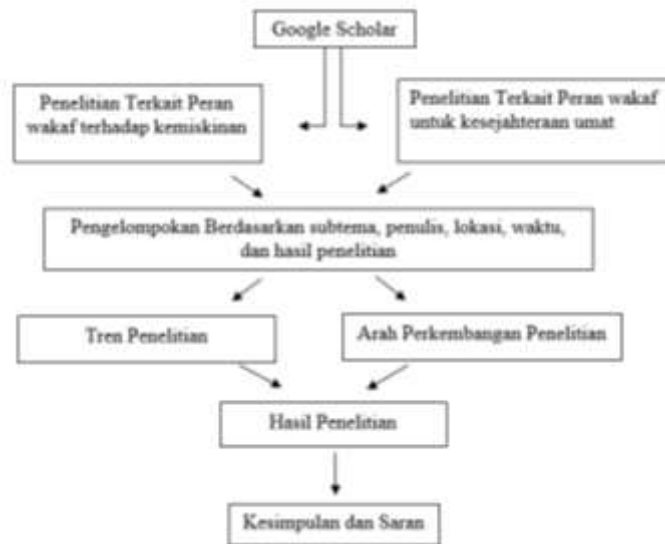 Google Scholar
Penelitian Terkait Peran
wakaf terhadap kemiskinan
Penelitian Terkait Peran wakaf
untuk kesejahteraan umat
Pengelompokan Berdasarkan subtema, penulis, lokasi, waktu,
dan hasil penelitian
Tren Penelitian
Arah Perkembangan Penelitian
Hasil Penelitian
Kesimpulan dan Saran